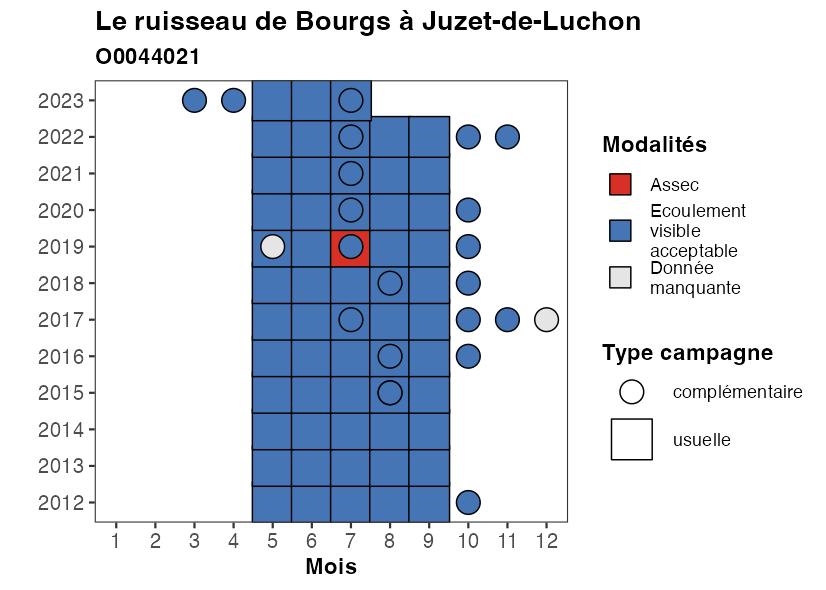 Le ruisseau de Bourgs à Juzet-de-Luchon
O0044021
2023
2022
2021
2020
2019
2018
2017
2016
2015
2014
2013
2012
1 2 3 4 5 6 7 8 9 10 11 12
Mois
Modalités
Assec
Ecoulement
visible
acceptable
Donnée
manquante
Type campagne
complémentaire
usuelle